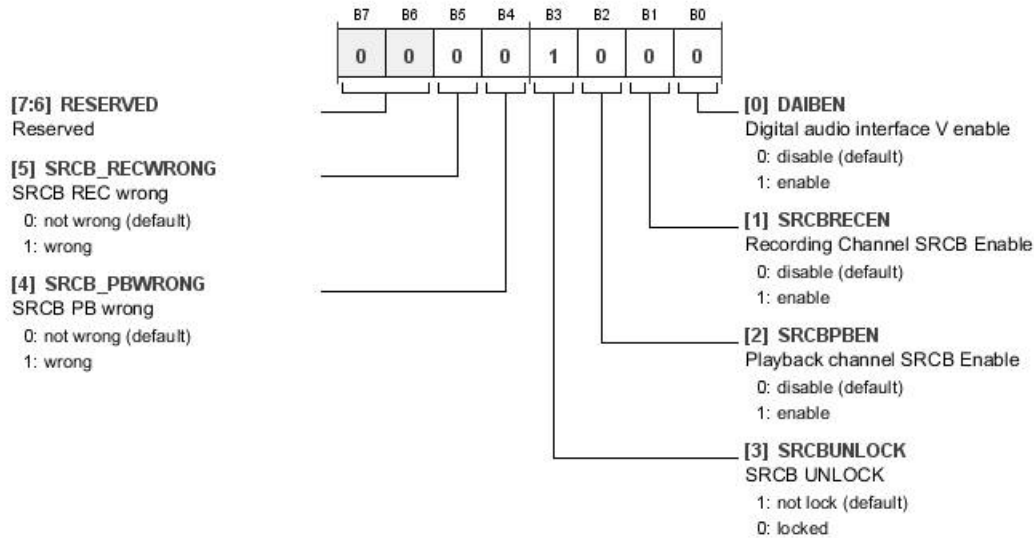 B7 B6 B5 B4 B3 B2 B1 B0
0 0 0 0 1 0 0 0
[7:6] RESERVED
Reserved
[5] SRCB_RECWRONG
SRCB REC wrong
0: not wrong (default)
1: wrong
[4] SRCB_PBWRONG
SRCB PB wrong
0: not wrong (default)
1: wrong
[0] DAIBEN
Digital audio interface V enable
0: disable (default)
1: enable
[1] SRCBRECEN
Recording Channel SRCB Enable
0: disable (default)
1: enable
[2] SRCBPBEN
Playback channel SRCB Enable
0: disable (default)
1: enable
[3] SRCBUNLOCK
SRCB UNLOCK
1: not lock (default)
0: locked